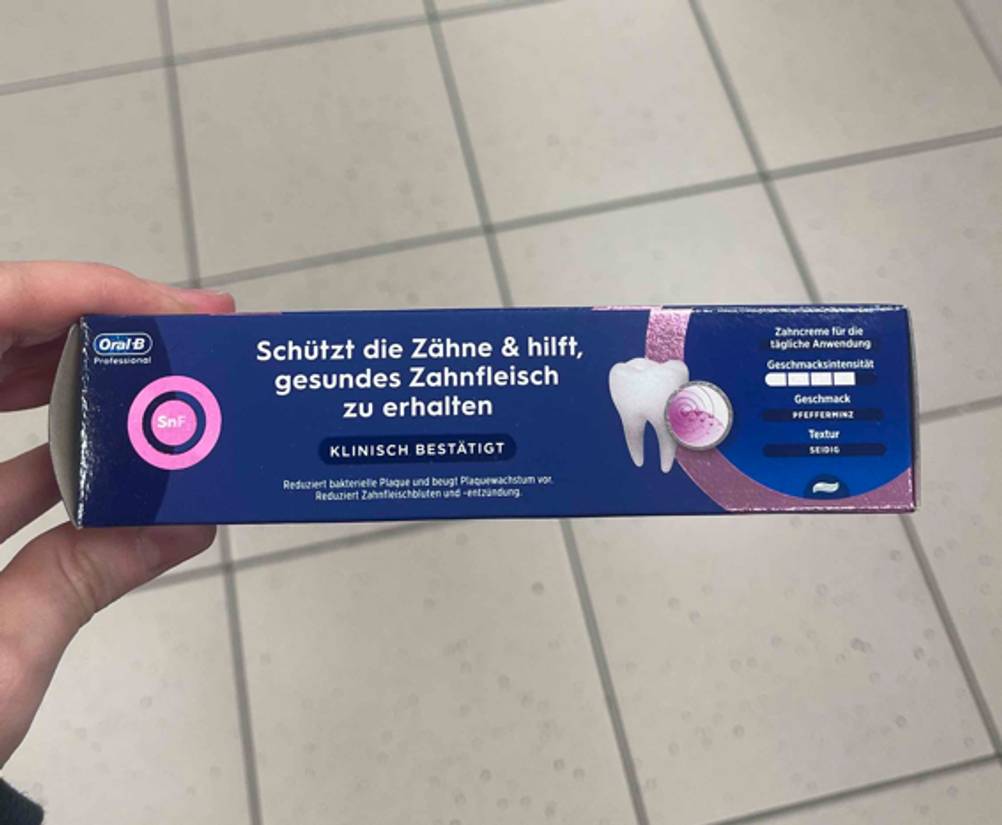 Oral-B
Professional
SnF₂
Schützt die Zähne & hilft,
gesundes Zahnfleisch
zu erhalten
KLINISCH BESTÄTIGT
Reduziert bakterielle Plaque und beugt Plaquewachstum vor.
Reduziert Zahnfleischbluten und -entzündung.
Zahncreme für die
tägliche Anwendung
Geschmacksintensität
Geschmack
PFEFFERMINZ
Textur
SEIDIG